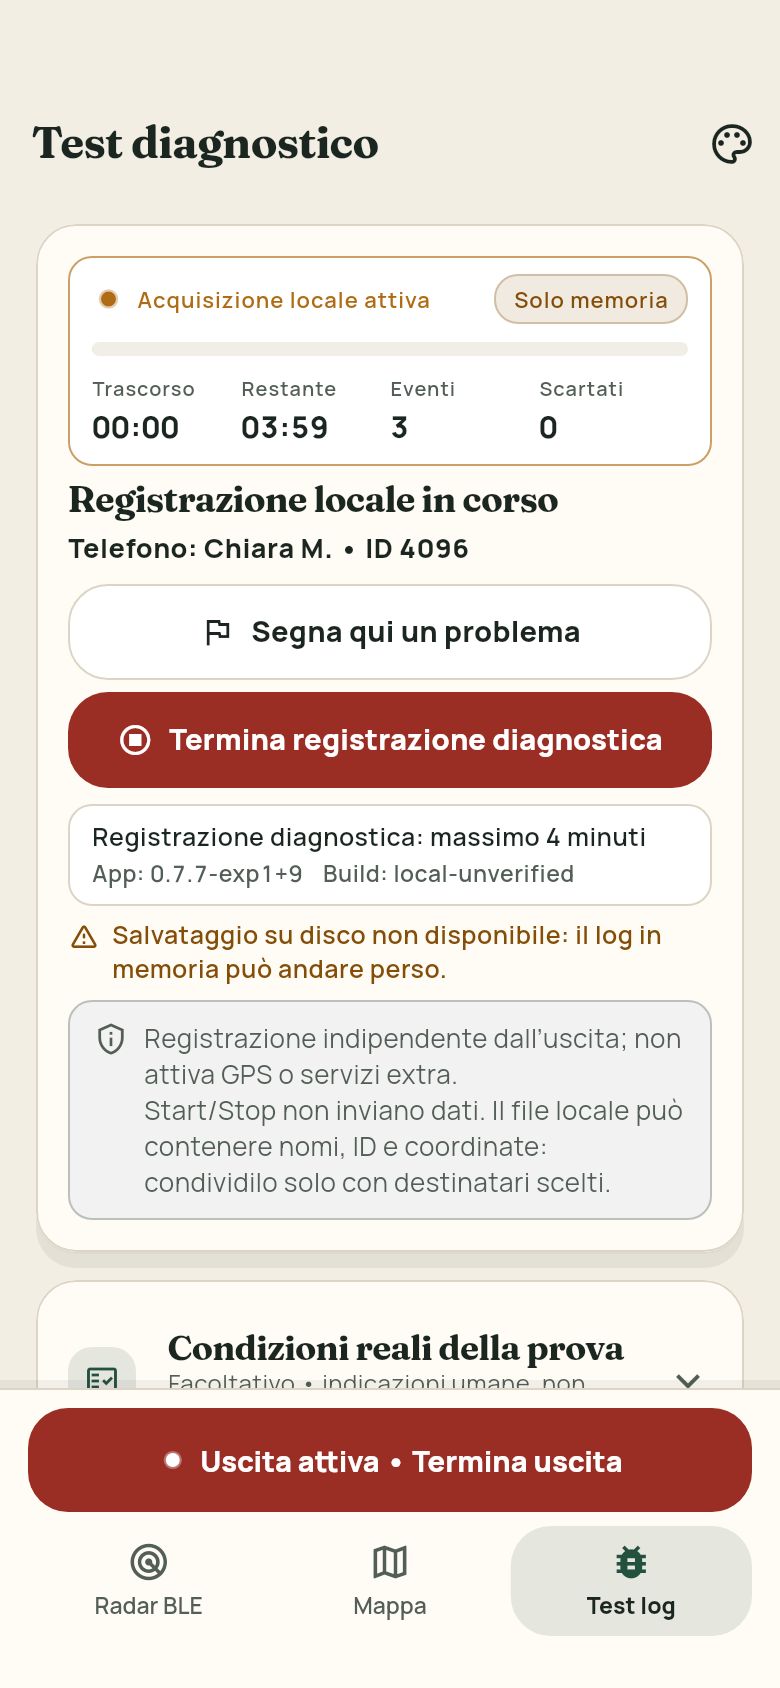 Test diagnostico
Acquisizione locale attiva
Solo memoria
Trascorso Restante Eventi Scartati
00:00 03:59 3 0
Registrazione locale in corso
Telefono: Chiara M. • ID 4096
Segna qui un problema
Termina registrazione diagnostica
Registrazione diagnostica: massimo 4 minuti
App: 0.7.7-exp1+9 Build: local-unverified
Salvataggio su disco non disponibile: il log in
memoria può andare perso.
Registrazione indipendente dall’uscita; non
attiva GPS o servizi extra.
Start/Stop non inviano dati. Il file locale può
contenere nomi, ID e coordinate:
condividilo solo con destinatari scelti.
Condizioni reali della prova
Facoltativo • indicazioni umane, non
Uscita attiva • Termina uscita
Radar BLE Mappa Test log